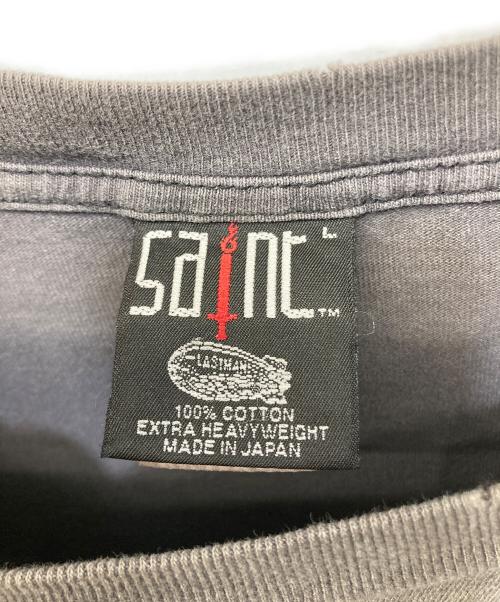 saint L
TM
LASTMAN
100% COTTON
EXTRA HEAVYWEIGHT
MADE IN JAPAN